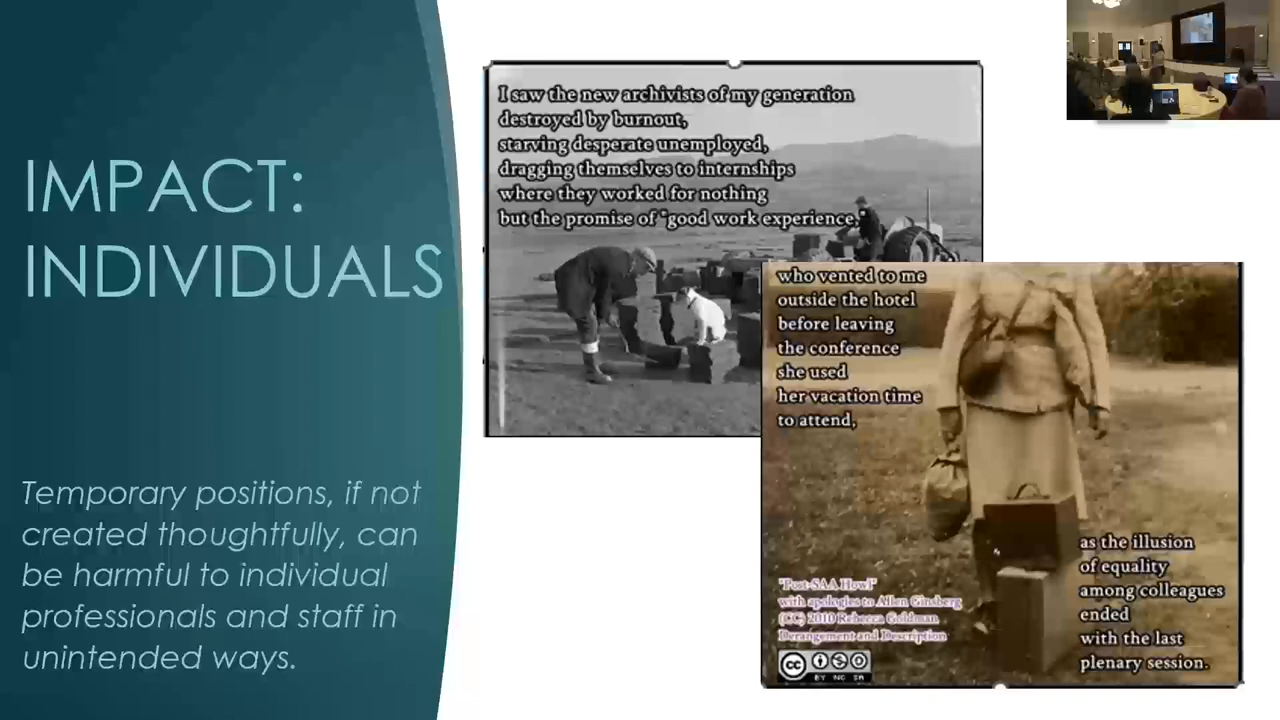 IMPACT:
INDIVIDUALS
Temporary positions, if not
created thoughtfully, can
be harmful to individual
professionals and staff in
unintended ways.
I saw the new archivists of my generation
destroyed by burnout,
starving desperate unemployed,
dragging themselves to internships
where they worked for nothing
but the promise of "good work experience,
who vented to me
outside the hotel
before leaving
the conference
she used
her vacation time
to attend,
as the illusion
of equality
among colleagues
ended
with the last
plenary session.
"Post-SAA Howl"
with apologies to Allen Ginsberg
(CC) 2010 Rebecca Goldman
Derangement and Description
cc
BY NC SA